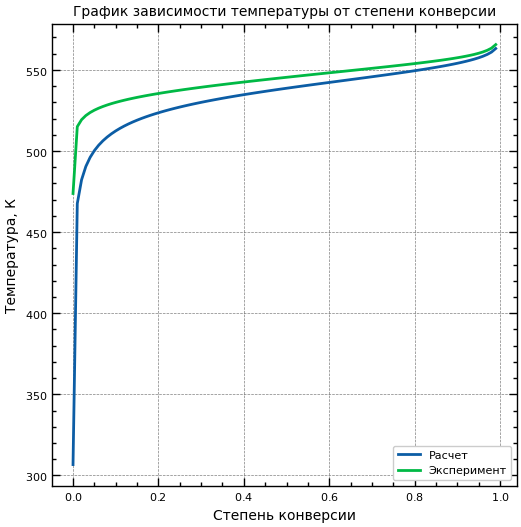 График зависимости температуры от степени конверсии
Температура, К
550
500
450
400
350
300
0.0 0.2 0.4 0.6 0.8 1.0
Степень конверсии
Расчет
Эксперимент